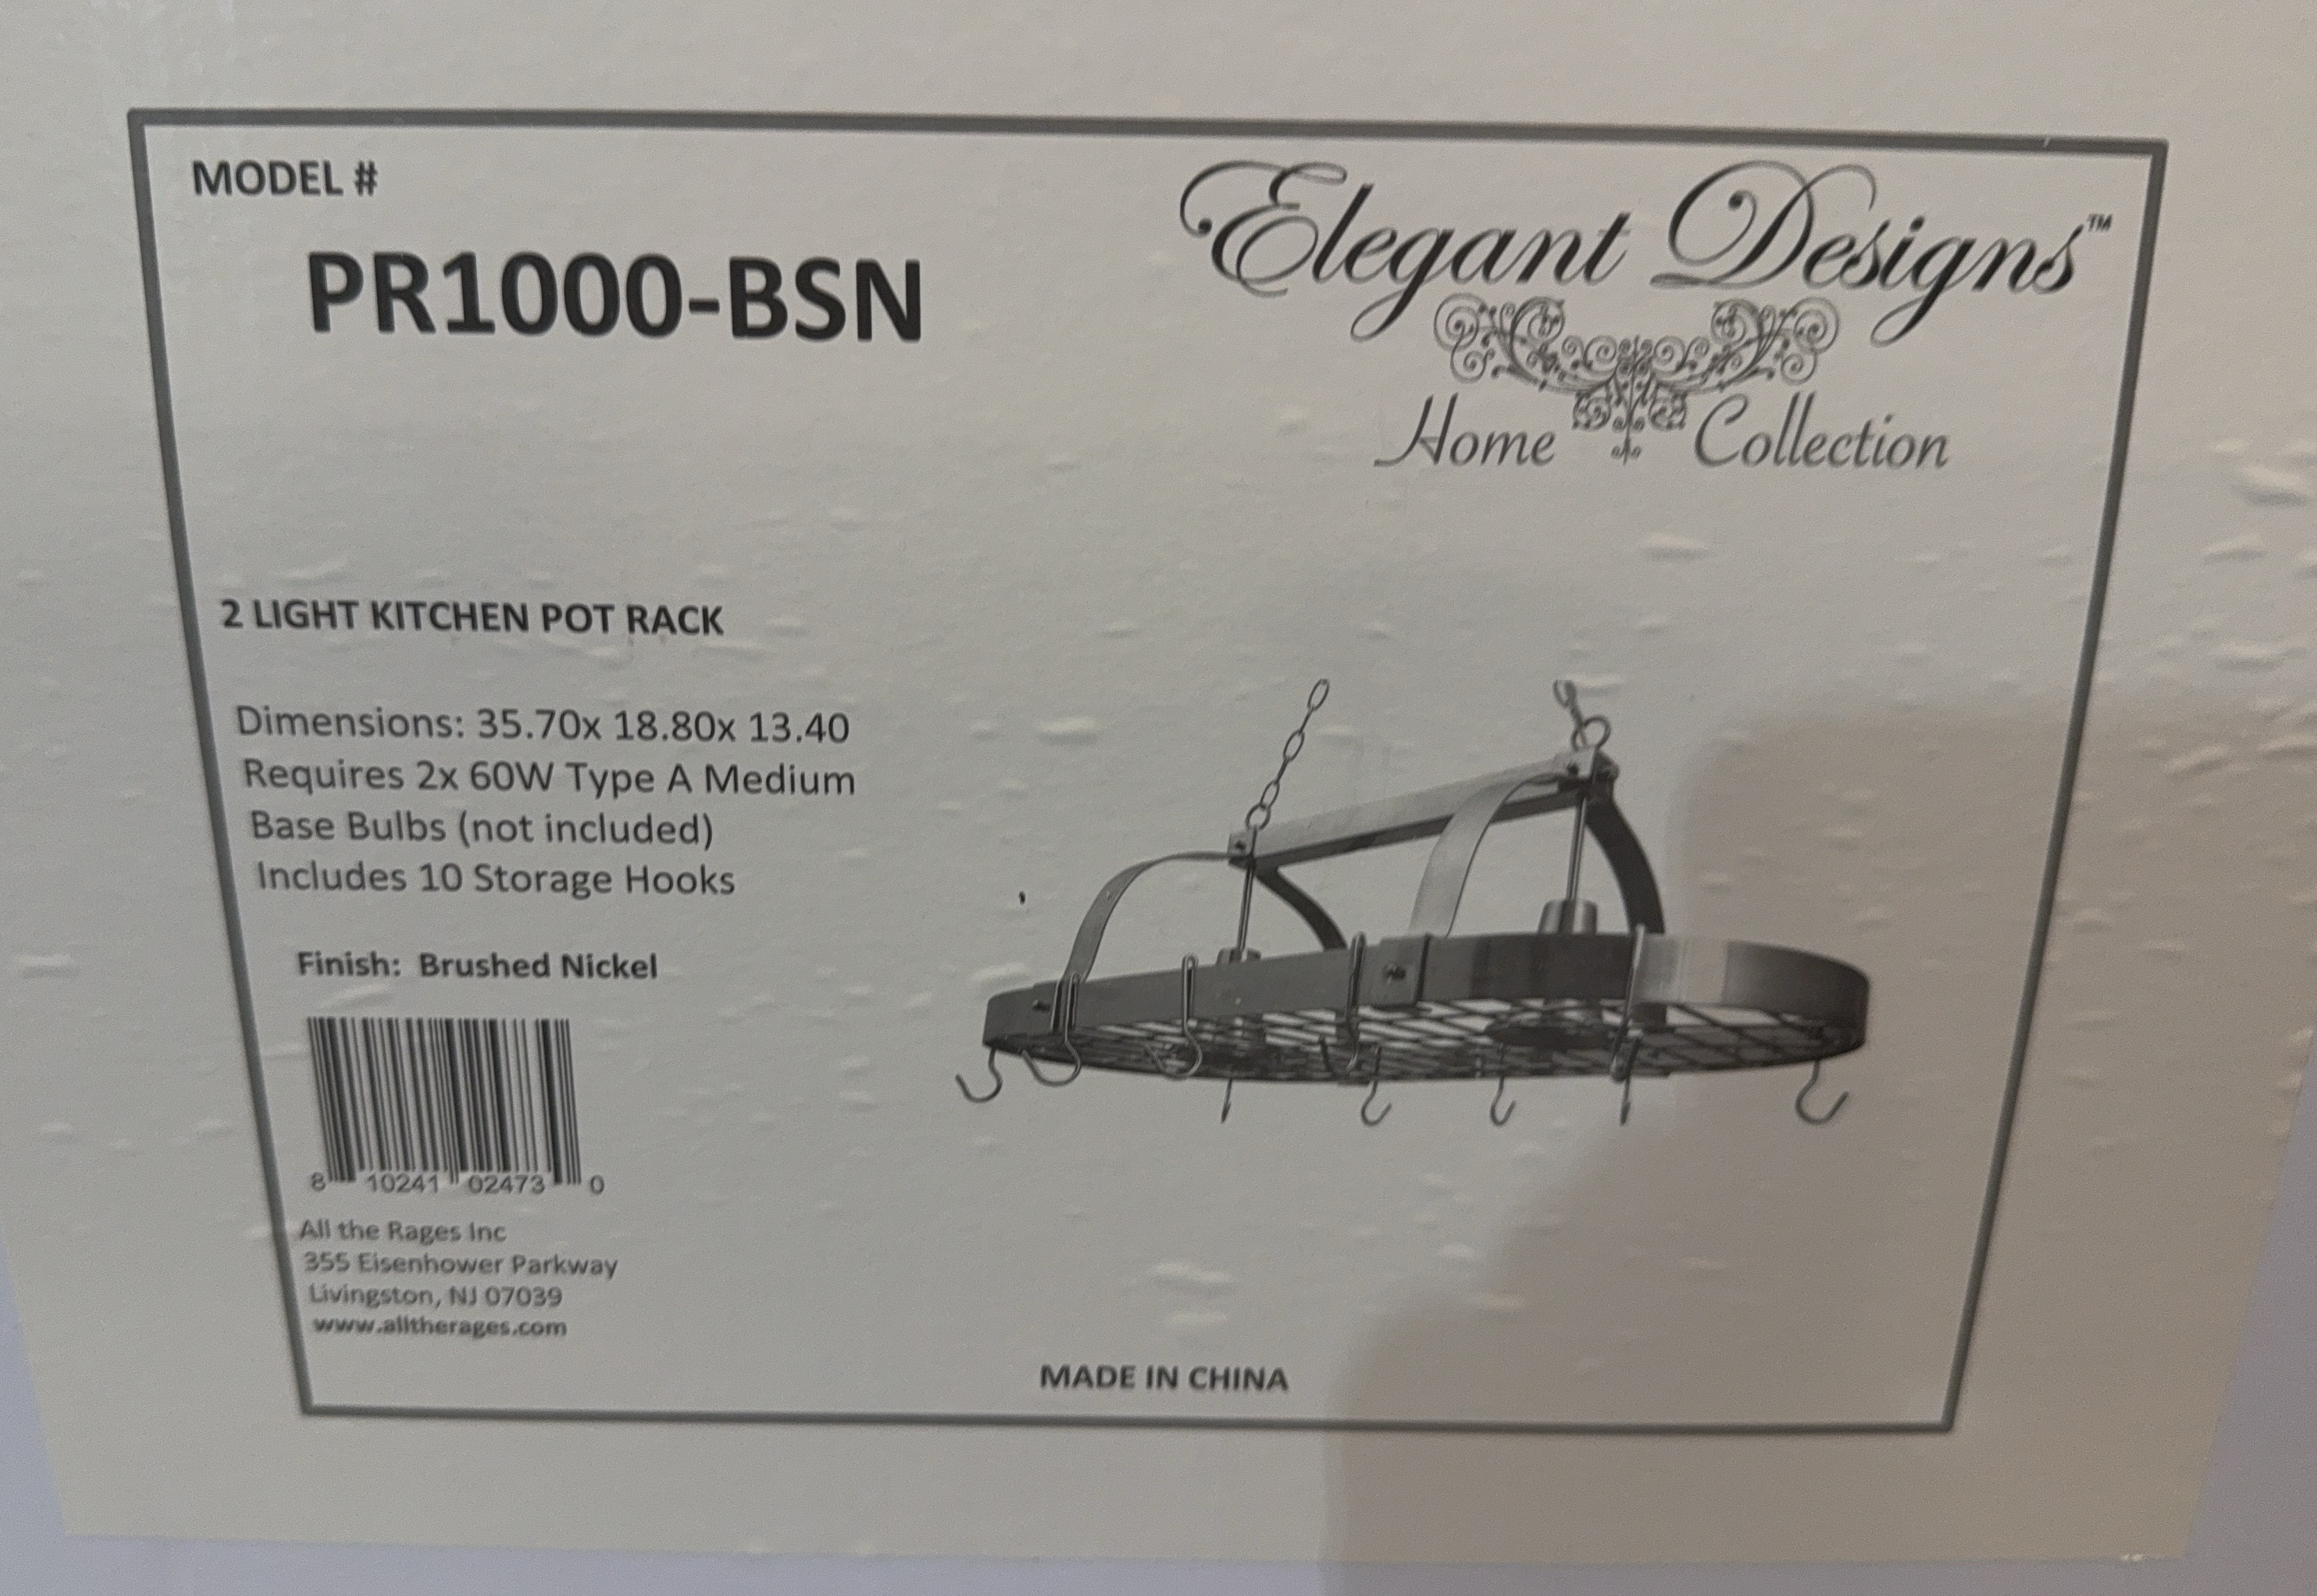 MODEL #
PR1000-BSN
Elegant Designs™
Home Collection
2 LIGHT KITCHEN POT RACK
Dimensions: 35.70x 18.80x 13.40
Requires 2x 60W Type A Medium
Base Bulbs (not included)
Includes 10 Storage Hooks
Finish: Brushed Nickel
8 10241 02473 0
All the Rages Inc
355 Eisenhower Parkway
Livingston, NJ 07039
www.alltherages.com
MADE IN CHINA